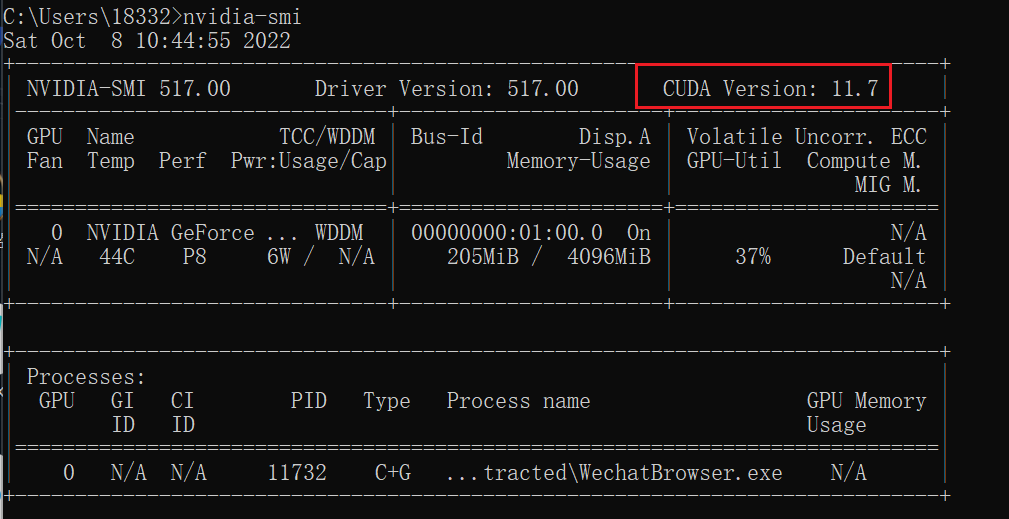 C:\Users\18332>nvidia-smi
Sat Oct  8 10:44:55 2022
NVIDIA-SMI 517.00       Driver Version: 517.00       CUDA Version: 11.7
GPU  Name            TCC/WDDM  Bus-Id        Disp.A  Volatile Uncorr. ECC
Fan  Temp  Perf  Pwr:Usage/Cap         Memory-Usage  GPU-Util  Compute M.
MIG M.
0  NVIDIA GeForce ...  WDDM  00000000:01:00.0  On  N/A
N/A   44C    P8     6W /  N/A     205MiB /  4096MiB     37%      Default
N/A
Processes:
GPU   GI   CI        PID   Type   Process name                  GPU Memory
ID   ID                                                   Usage
0   N/A  N/A     11732    C+G   ...tracted\WechatBrowser.exe    N/A